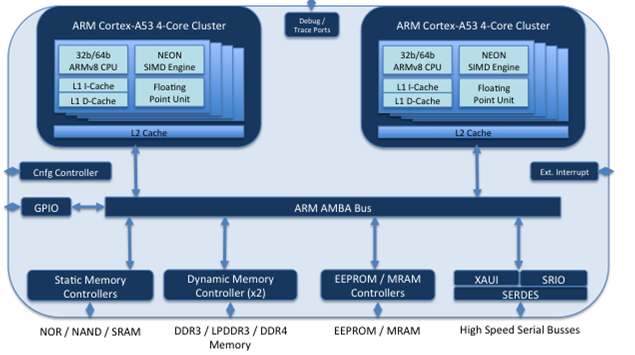 Debug /
Trace Ports
ARM Cortex-A53 4-Core Cluster
32b/64b
ARMv8 CPU
NEON
SIMD Engine
L1 I-Cache
L1 D-Cache
Floating
Point Unit
L2 Cache
ARM Cortex-A53 4-Core Cluster
32b/64b
ARMv8 CPU
NEON
SIMD Engine
L1 I-Cache
L1 D-Cache
Floating
Point Unit
L2 Cache
Cnfg Controller
Ext. Interrupt
GPIO
ARM AMBA Bus
Static Memory
Controllers
Dynamic Memory
Controller (x2)
EEPROM / MRAM
Controllers
XAUI
SRIO
SERDES
NOR / NAND / SRAM
DDR3 / LPDDR3 / DDR4
Memory
EEPROM / MRAM
High Speed Serial Busses